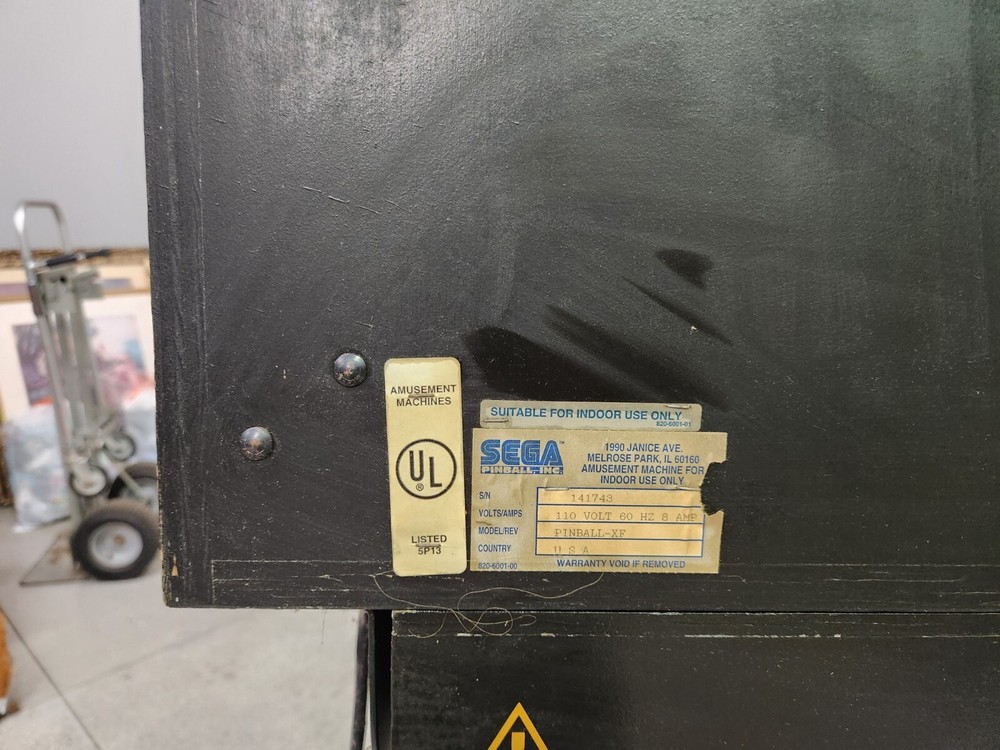 AMUSEMENT
MACHINES
UL
®
LISTED
5P13
SUITABLE FOR INDOOR USE ONLY
820-6001-01
SEGA™
PINBALL, INC.
1990 JANICE AVE.
MELROSE PARK, IL 60160
AMUSEMENT MACHINE FOR
INDOOR USE ONLY
S/N 141743
VOLTS/AMPS 110 VOLT 60 HZ 8 AMP
MODEL/REV PINBALL-XF
COUNTRY U S A
820-6001-00 WARRANTY VOID IF REMOVED